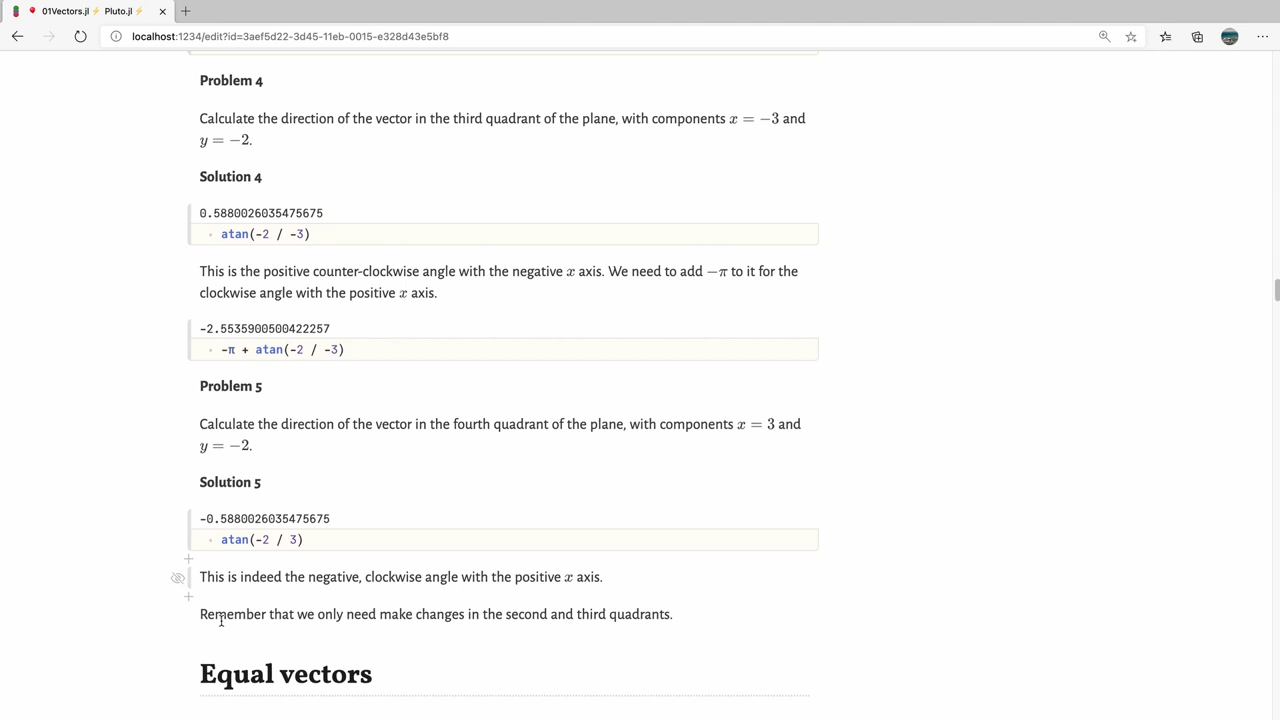 01Vectors.jl⚡ Pluto.jl⚡
localhost:1234/edit?id=3aef5d22-3d45-11eb-0015-e328d43e5bf8
Problem 4
Calculate the direction of the vector in the third quadrant of the plane, with components x = −3 and
y = −2.
Solution 4
0.5880026035475675
atan(-2 / -3)
This is the positive counter-clockwise angle with the negative x axis. We need to add −π to it for the
clockwise angle with the positive x axis.
-2.5535900500422257
-π + atan(-2 / -3)
Problem 5
Calculate the direction of the vector in the fourth quadrant of the plane, with components x = 3 and
y = −2.
Solution 5
-0.5880026035475675
atan(-2 / 3)
This is indeed the negative, clockwise angle with the positive x axis.
Remember that we only need make changes in the second and third quadrants.
Equal vectors